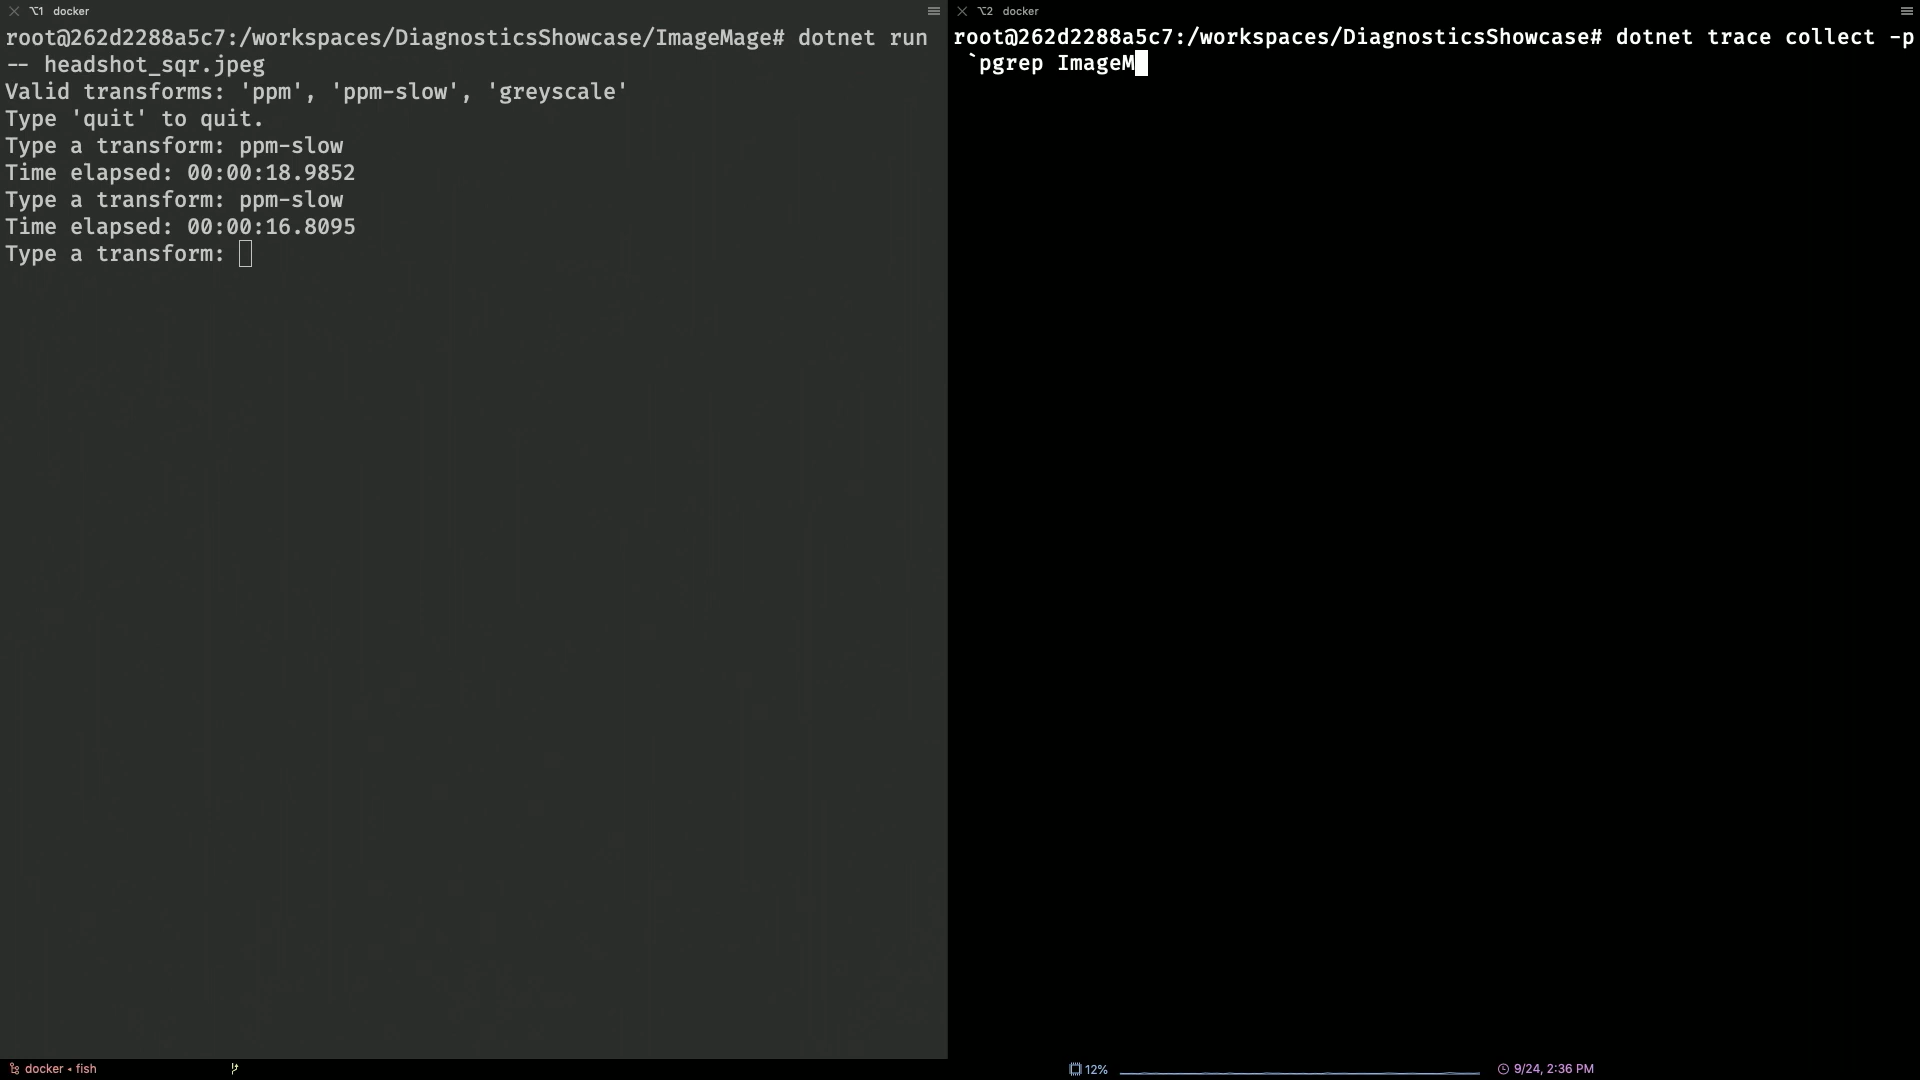 ⌥1 docker
root@262d2288a5c7:/workspaces/DiagnosticsShowcase/ImageMage# dotnet run
-- headshot_sqr.jpeg
Valid transforms: 'ppm', 'ppm-slow', 'greyscale'
Type 'quit' to quit.
Type a transform: ppm-slow
Time elapsed: 00:00:18.9852
Type a transform: ppm-slow
Time elapsed: 00:00:16.8095
Type a transform:
⌥2 docker
root@262d2288a5c7:/workspaces/DiagnosticsShowcase# dotnet trace collect -p
`pgrep ImageM
docker • fish
12%
9/24, 2:36 PM